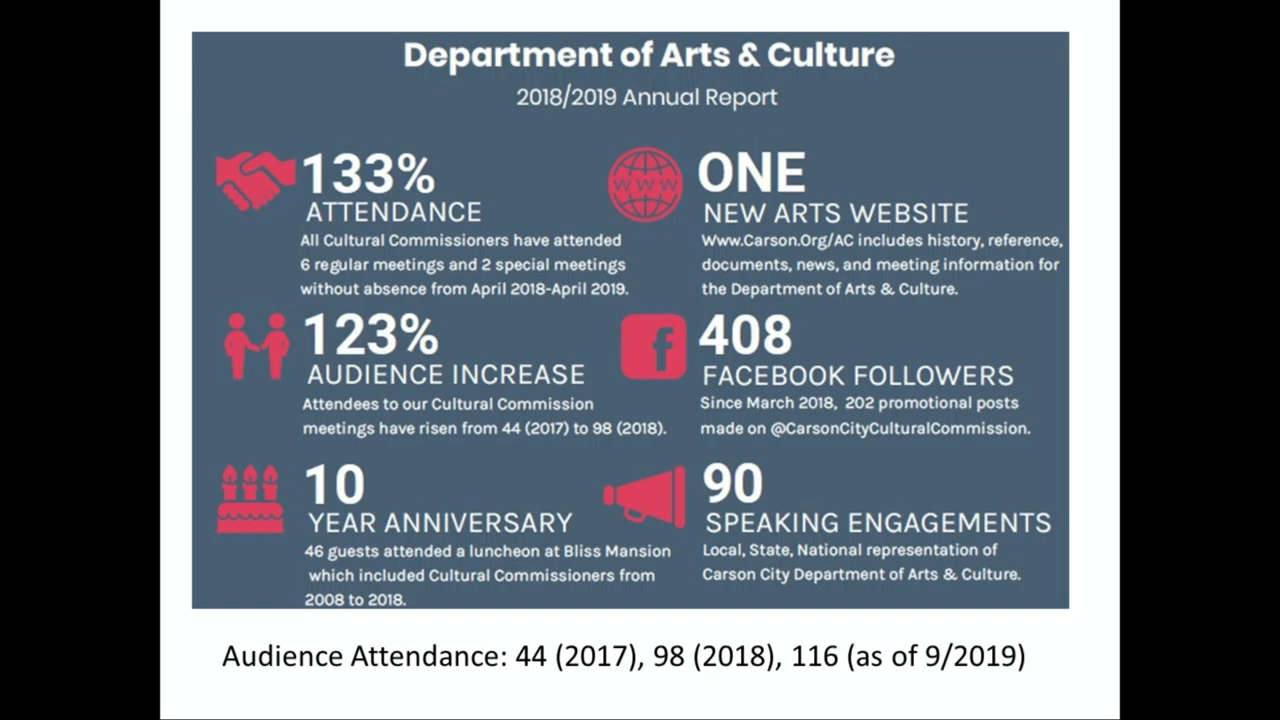 Department of Arts & Culture
2018/2019 Annual Report
133%
ATTENDANCE
All Cultural Commissioners have attended
6 regular meetings and 2 special meetings
without absence from April 2018-April 2019.
WWW
ONE
NEW ARTS WEBSITE
Www.Carson.Org/AC includes history, reference,
documents, news, and meeting information for
the Department of Arts & Culture.
123%
AUDIENCE INCREASE
Attendees to our Cultural Commission
meetings have risen from 44 (2017) to 98 (2018).
f
408
FACEBOOK FOLLOWERS
Since March 2018, 202 promotional posts
made on @CarsonCityCulturalCommission.
10
YEAR ANNIVERSARY
46 guests attended a luncheon at Bliss Mansion
which included Cultural Commissioners from
2008 to 2018.
90
SPEAKING ENGAGEMENTS
Local, State, National representation of
Carson City Department of Arts & Culture.
Audience Attendance: 44 (2017), 98 (2018), 116 (as of 9/2019)